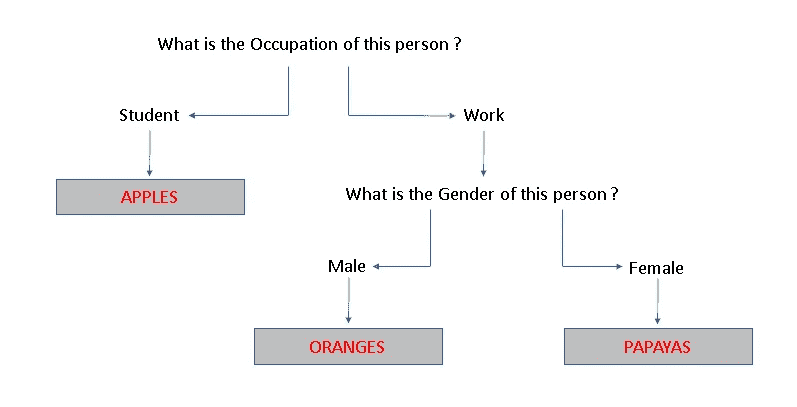 What is the Occupation of this person ?
Student
Work
APPLES
What is the Gender of this person ?
Male
Female
ORANGES
PAPAYAS